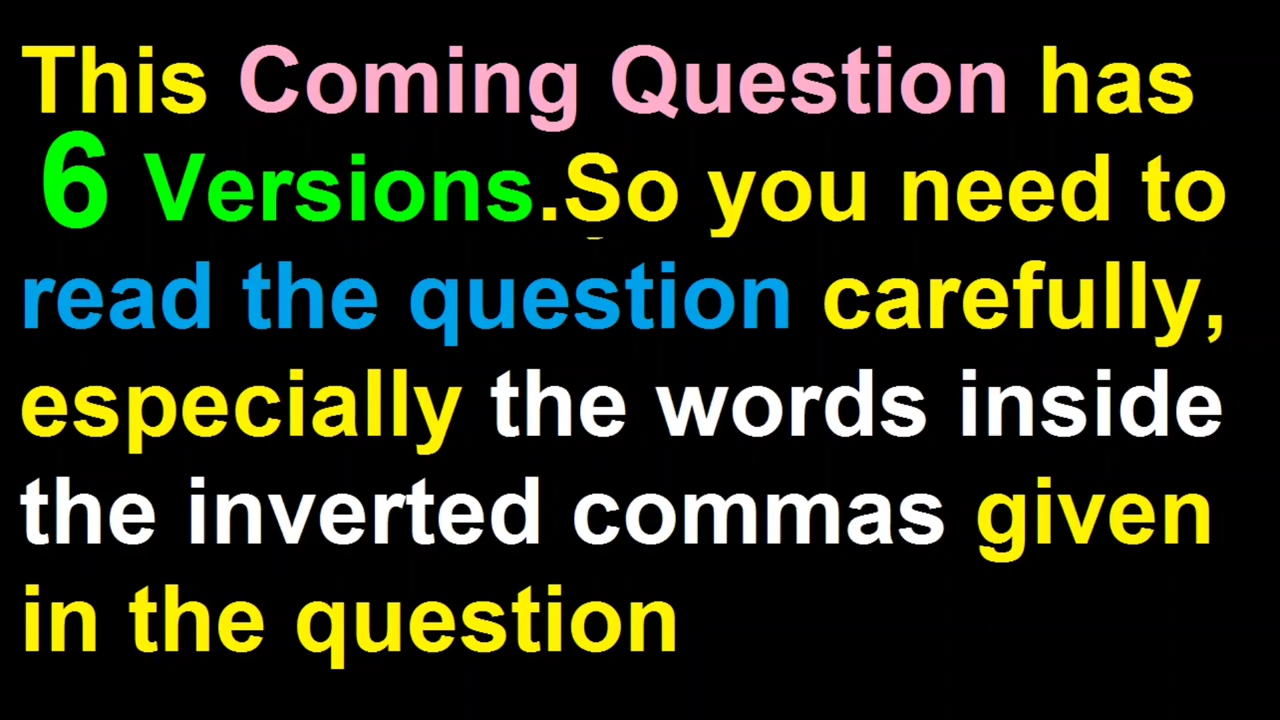 This Coming Question has
6 Versions.So you need to
read the question carefully,
especially the words inside
the inverted commas given
in the question